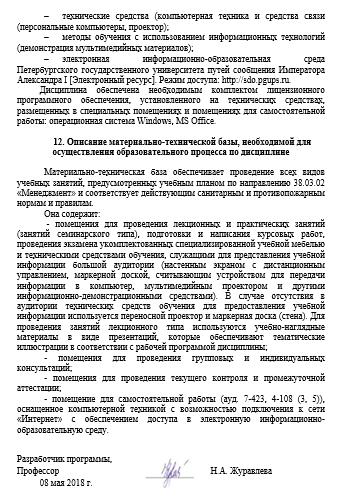 – технические средства (компьютерная техника и средства связи
(персональные компьютеры, проектор);
– методы обучения с использованием информационных технологий
(демонстрация мультимедийных материалов);
– электронная информационно-образовательная среда
Петербургского государственного университета путей сообщения Императора
Александра I [Электронный ресурс]. Режим доступа: http://sdo.pgups.ru.
Дисциплина обеспечена необходимым комплектом лицензионного
программного обеспечения, установленного на технических средствах,
размещенных в специальных помещениях и помещениях для самостоятельной
работы: операционная система Windows, MS Office.
12. Описание материально-технической базы, необходимой для
осуществления образовательного процесса по дисциплине
Материально-техническая база обеспечивает проведение всех видов
учебных занятий, предусмотренных учебным планом по направлению 38.03.02
«Менеджмент» и соответствует действующим санитарным и противопожарным
нормам и правилам.
Она содержит:
- помещения для проведения лекционных и практических занятий
(занятий семинарского типа), подготовки и написания курсовых работ,
проведения экзамена укомплектованных специализированной учебной мебелью
и техническими средствами обучения, служащими для представления учебной
информации большой аудитории (настенным экраном с дистанционным
управлением, маркерной доской, считывающим устройством для передачи
информации в компьютер, мультимедийным проектором и другими
информационно-демонстрационными средствами). В случае отсутствия в
аудитории технических средств обучения для предоставления учебной
информации используется переносной проектор и маркерная доска (стена). Для
проведения занятий лекционного типа используются учебно-наглядные
материалы в виде презентаций, которые обеспечивают тематические
иллюстрации в соответствии с рабочей программой дисциплины;
- помещения для проведения групповых и индивидуальных
консультаций;
- помещения для проведения текущего контроля и промежуточной
аттестации;
- помещение для самостоятельной работы (ауд. 7-423, 4-108 (3, 5)),
оснащенное компьютерной техникой с возможностью подключения к сети
«Интернет» с обеспечением доступа в электронную информационно-
образовательную среду.
Разработчик программы,
Профессор Н.А. Журавлева
08 мая 2018 г.